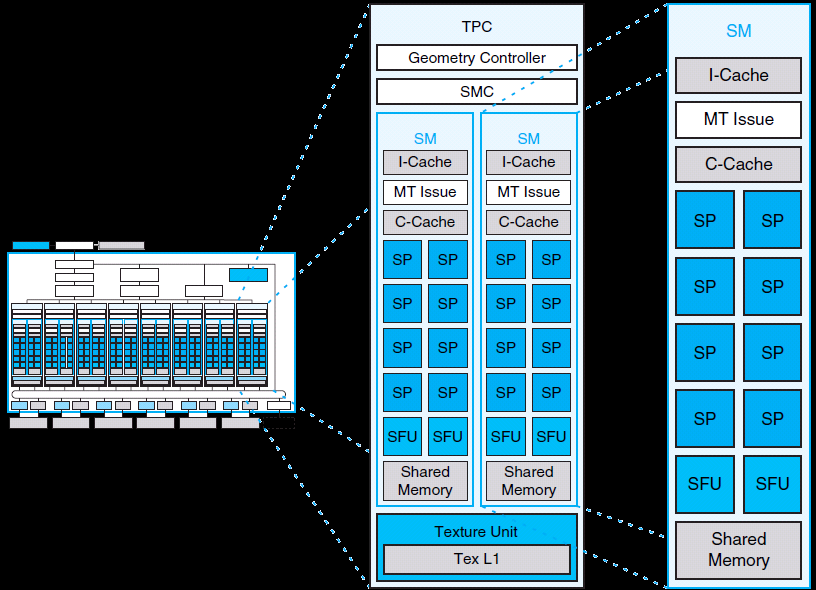 TPC
Geometry Controller
SMC
SM
I-Cache
MT Issue
C-Cache
SP SP
SP SP
SP SP
SP SP
SFU SFU
Shared
Memory
SM
I-Cache
MT Issue
C-Cache
SP SP
SP SP
SP SP
SP SP
SFU SFU
Shared
Memory
Texture Unit
Tex L1
SM
I-Cache
MT Issue
C-Cache
SP SP
SP SP
SP SP
SP SP
SFU SFU
Shared
Memory